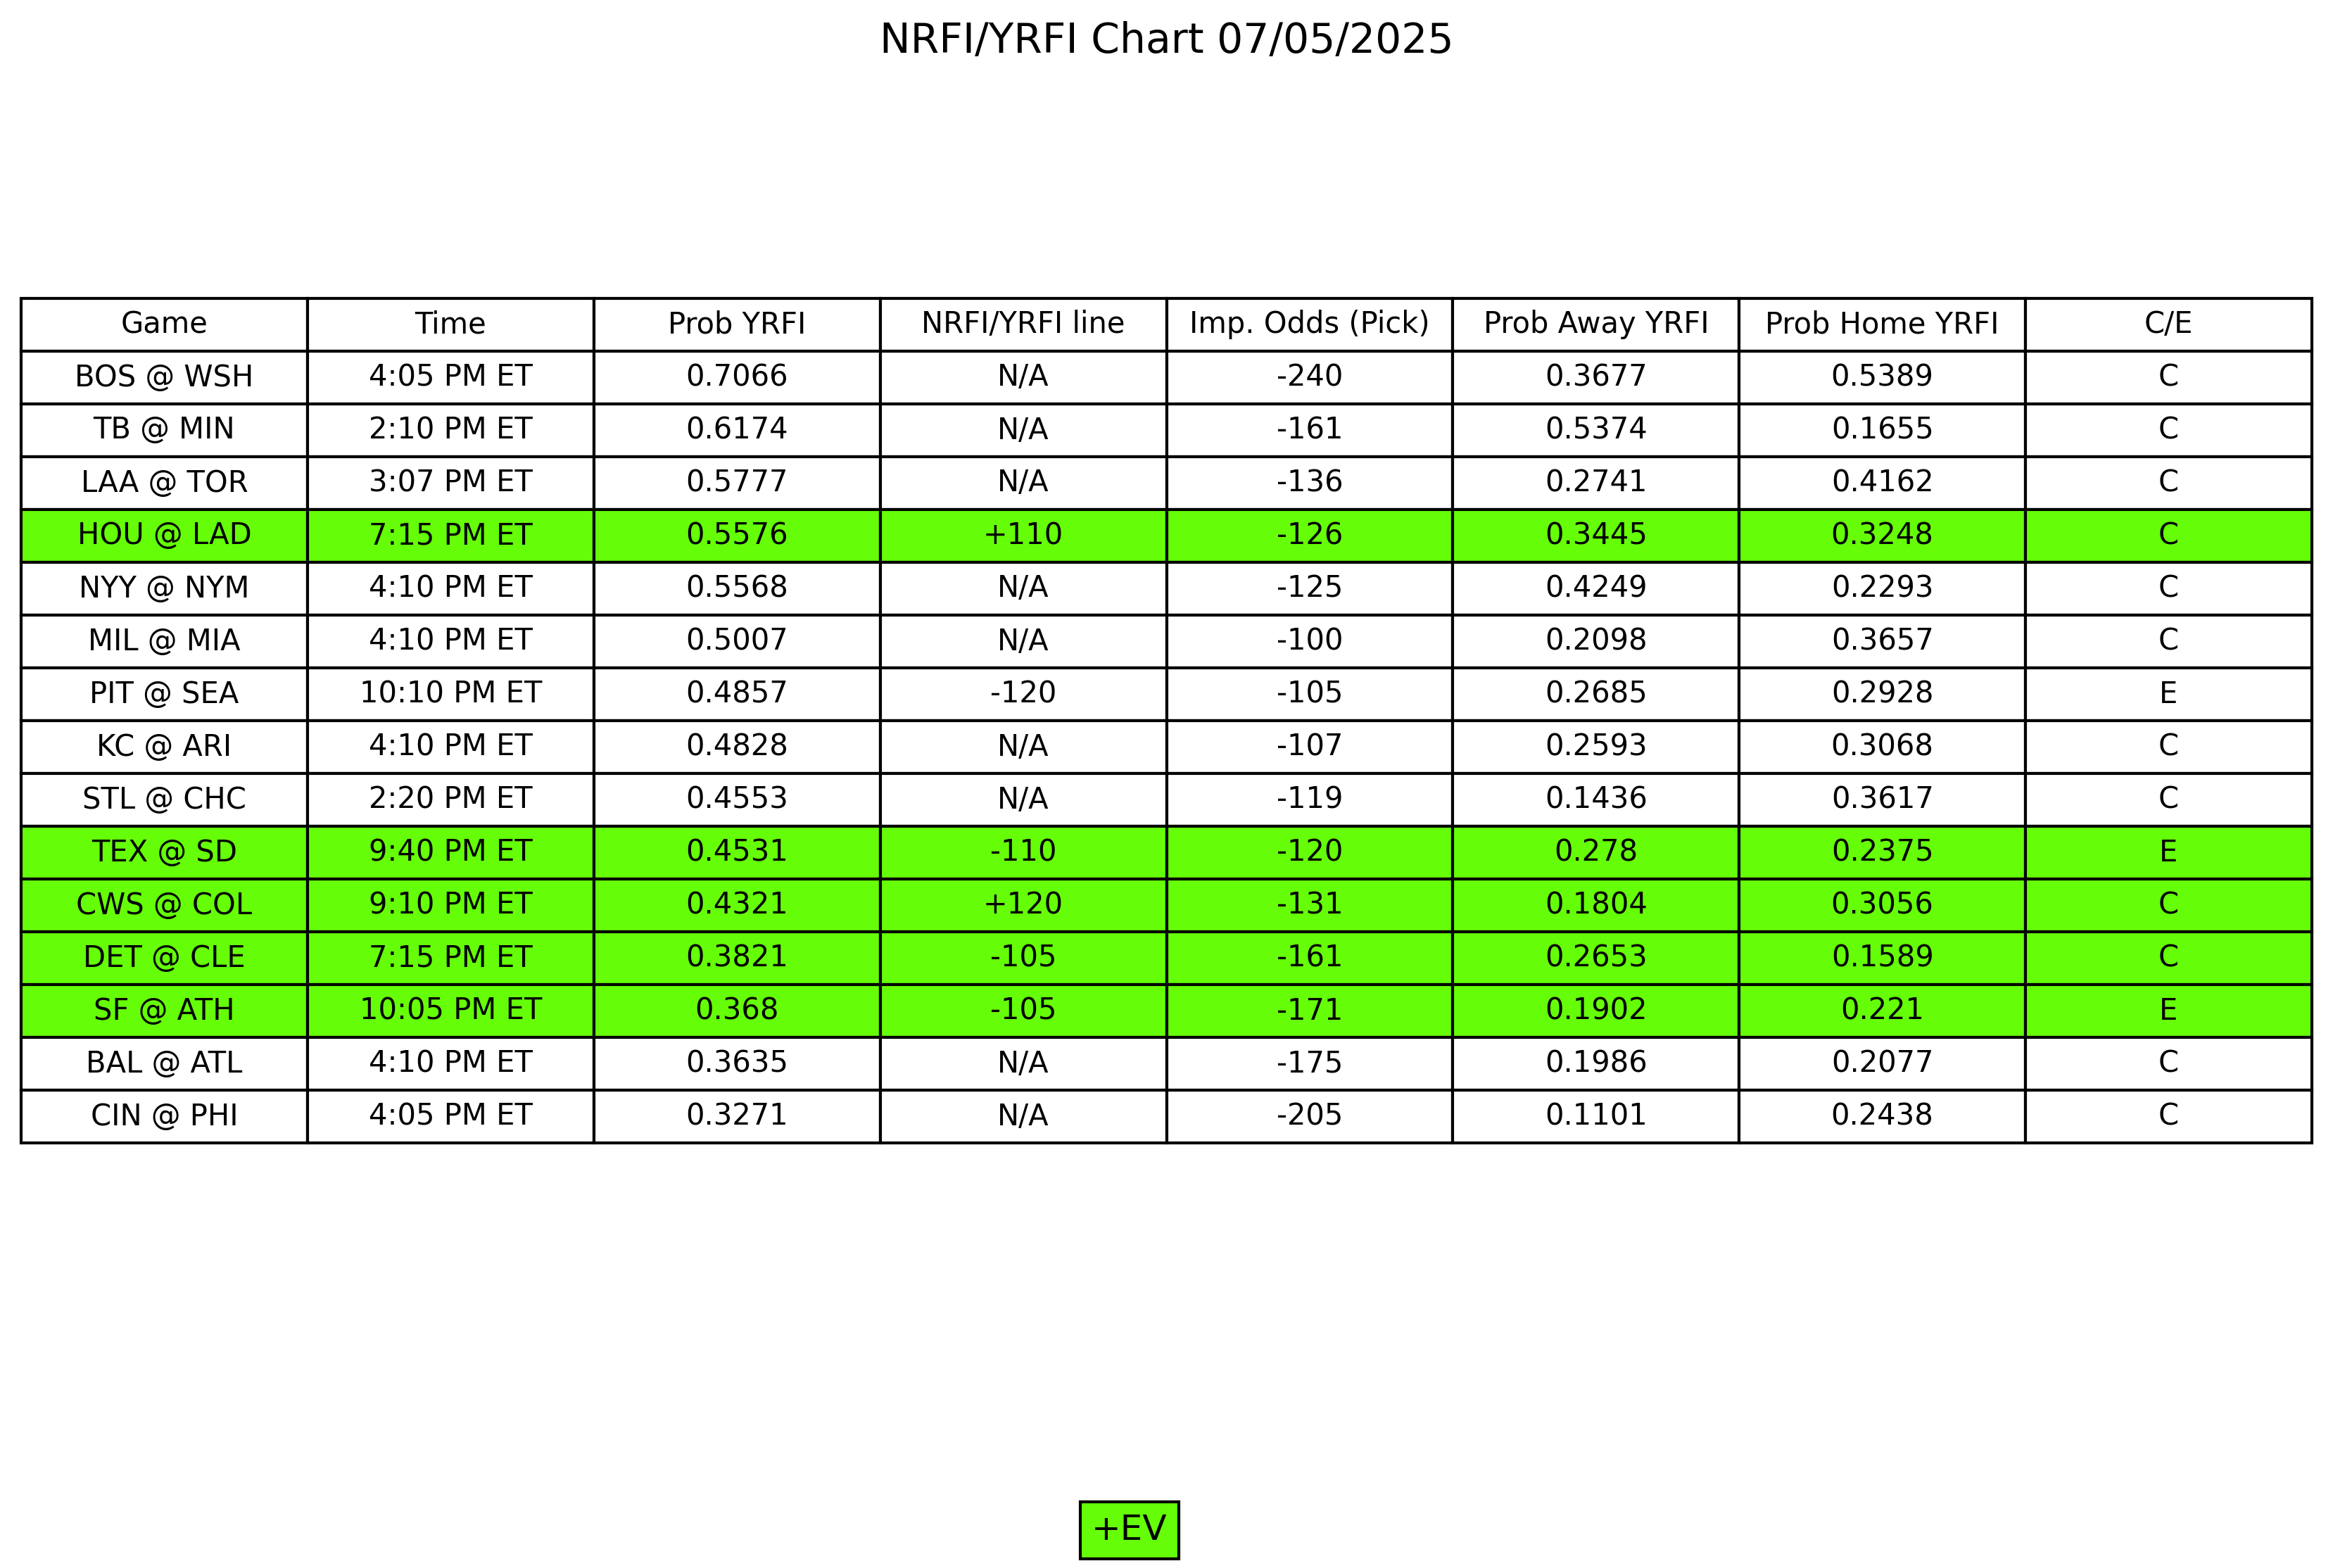 NRFI/YRFI Chart 07/05/2025
Game Time Prob YRFI NRFI/YRFI line Imp. Odds (Pick) Prob Away YRFI Prob Home YRFI C/E
BOS @ WSH 4:05 PM ET 0.7066 N/A -240 0.3677 0.5389 C
TB @ MIN 2:10 PM ET 0.6174 N/A -161 0.5374 0.1655 C
LAA @ TOR 3:07 PM ET 0.5777 N/A -136 0.2741 0.4162 C
HOU @ LAD 7:15 PM ET 0.5576 +110 -126 0.3445 0.3248 C
NYY @ NYM 4:10 PM ET 0.5568 N/A -125 0.4249 0.2293 C
MIL @ MIA 4:10 PM ET 0.5007 N/A -100 0.2098 0.3657 C
PIT @ SEA 10:10 PM ET 0.4857 -120 -105 0.2685 0.2928 E
KC @ ARI 4:10 PM ET 0.4828 N/A -107 0.2593 0.3068 C
STL @ CHC 2:20 PM ET 0.4553 N/A -119 0.1436 0.3617 C
TEX @ SD 9:40 PM ET 0.4531 -110 -120 0.278 0.2375 E
CWS @ COL 9:10 PM ET 0.4321 +120 -131 0.1804 0.3056 C
DET @ CLE 7:15 PM ET 0.3821 -105 -161 0.2653 0.1589 C
SF @ ATH 10:05 PM ET 0.368 -105 -171 0.1902 0.221 E
BAL @ ATL 4:10 PM ET 0.3635 N/A -175 0.1986 0.2077 C
CIN @ PHI 4:05 PM ET 0.3271 N/A -205 0.1101 0.2438 C
+EV